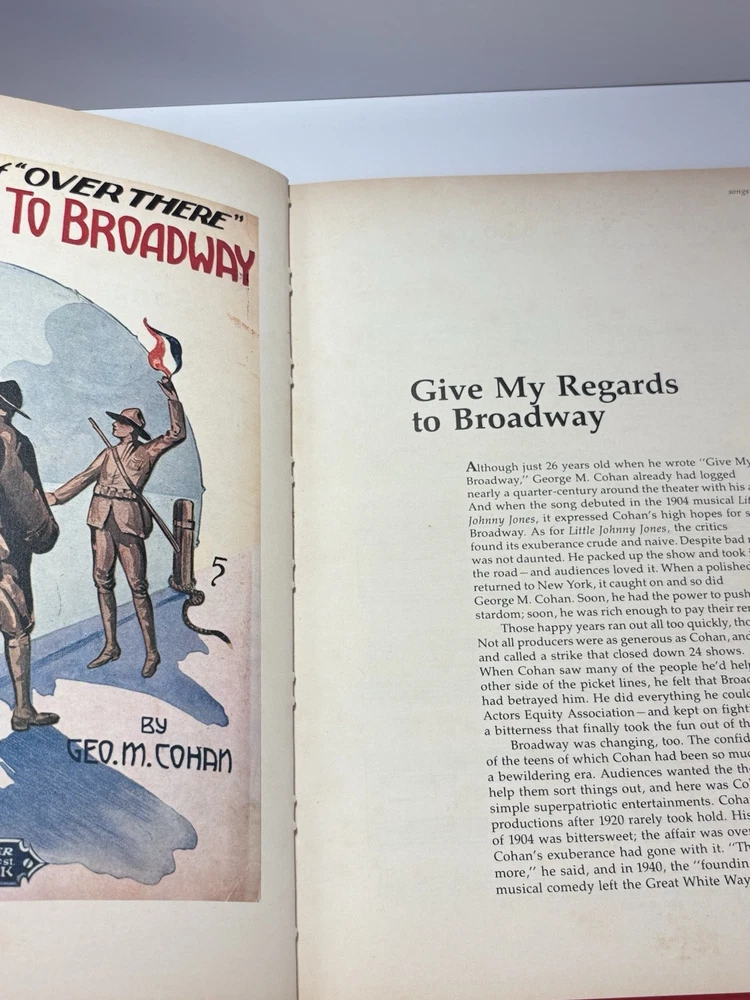 "OVER THERE"
TO BROADWAY
5
BY
GEO. M. COHAN
songs
Give My Regards
to Broadway
Although just 26 years old when he wrote "Give My
Broadway," George M. Cohan already had logged
nearly a quarter-century around the theater with his
And when the song debuted in the 1904 musical
Johnny Jones, it expressed Cohan's high hopes for
Broadway. As for Little Johnny Jones, the critics
found its exuberance crude and naive. Despite bad
was not daunted. He packed up the show and took
the road—and audiences loved it. When a polished
returned to New York, it caught on and so did
George M. Cohan. Soon, he had the power to push
stardom; soon, he was rich enough to pay their
Those happy years ran out all too quickly,
Not all producers were as generous as Cohan, and
and called a strike that closed down 24 shows.
When Cohan saw many of the people he'd
other side of the picket lines, he felt that
had betrayed him. He did everything he could
Actors Equity Association—and kept on
a bitterness that finally took the fun out of
Broadway was changing, too. The
of the teens of which Cohan had been so
a bewildering era. Audiences wanted the
help them sort things out, and here was
simple superpatriotic entertainments.
productions after 1920 rarely took hold. His
of 1904 was bittersweet; the affair was over
Cohan's exuberance had gone with it.
more," he said, and in 1940, the
musical comedy left the Great White Way